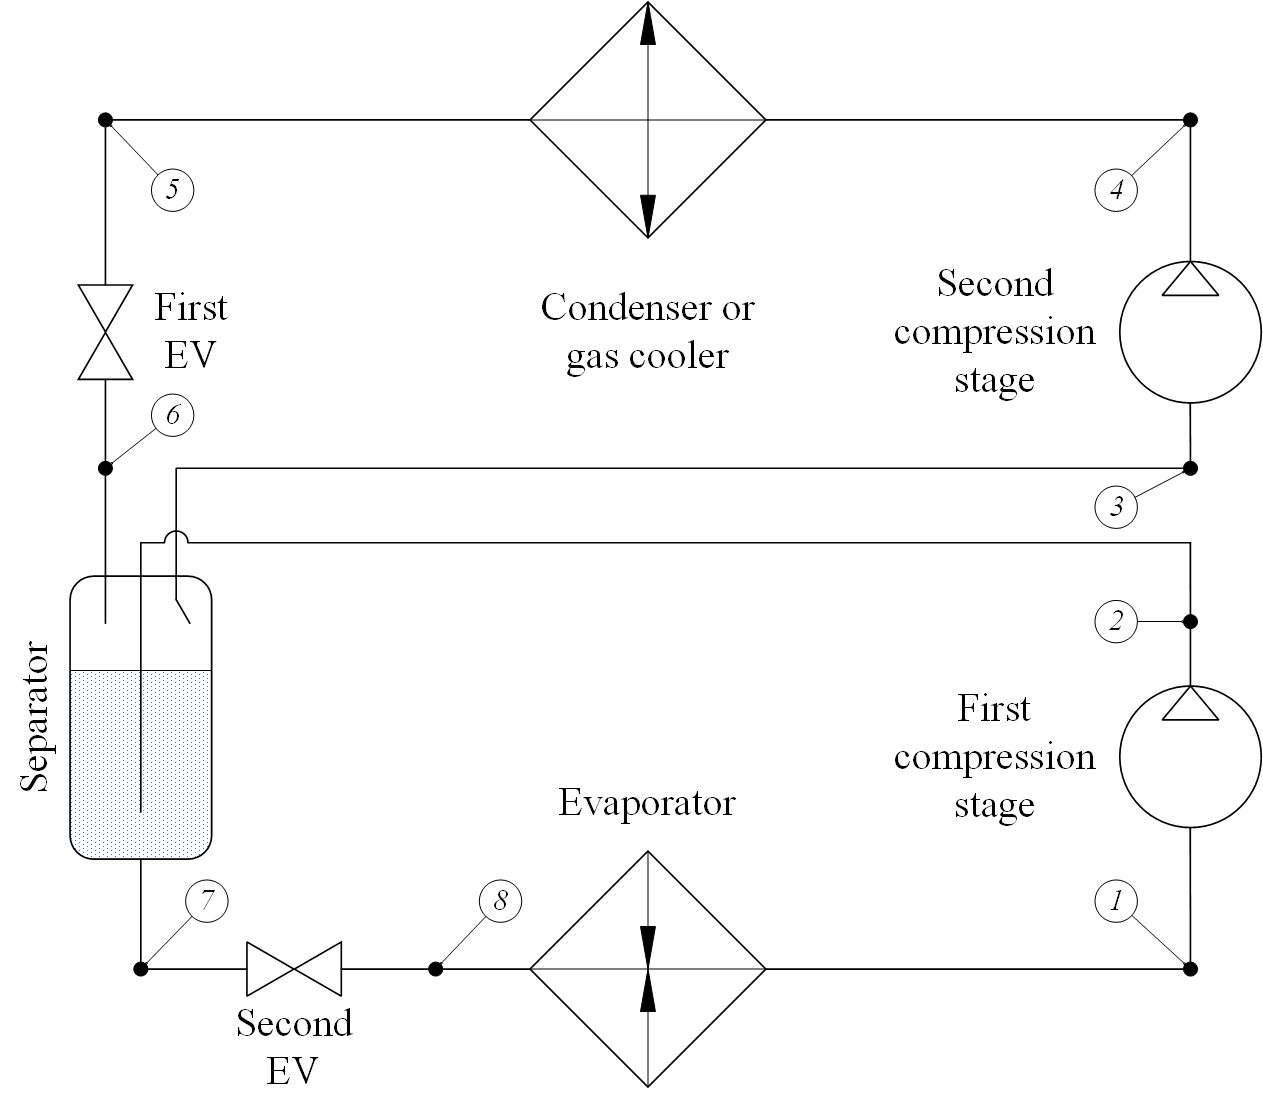 5
4
First
EV
Condenser or
gas cooler
Second
compression
stage
6
3
2
Separator
First
compression
stage
Evaporator
7
8
1
Second
EV